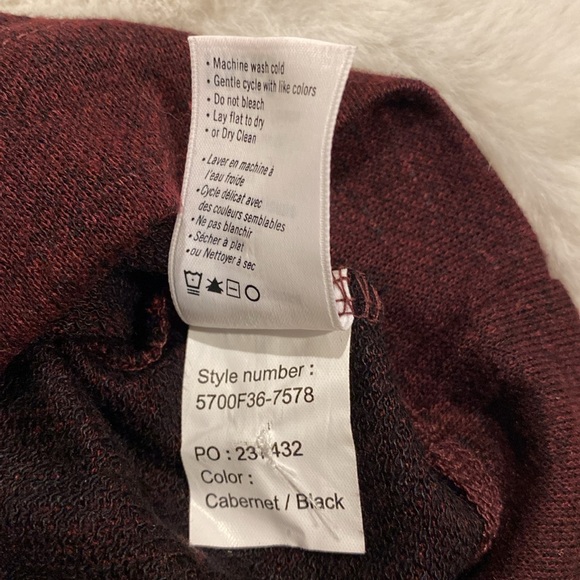 • Machine wash cold
• Gentle cycle with like colors
• Do not bleach
• Lay flat to dry
• or Dry Clean
• Laver en machine à
l'eau froide
• Cycle délicat avec
des couleurs semblables
• Ne pas blanchir
• Sécher à plat
• ou Nettoyer à sec
Style number :
5700F36-7578
PO :
Color :
Cabernet / Black